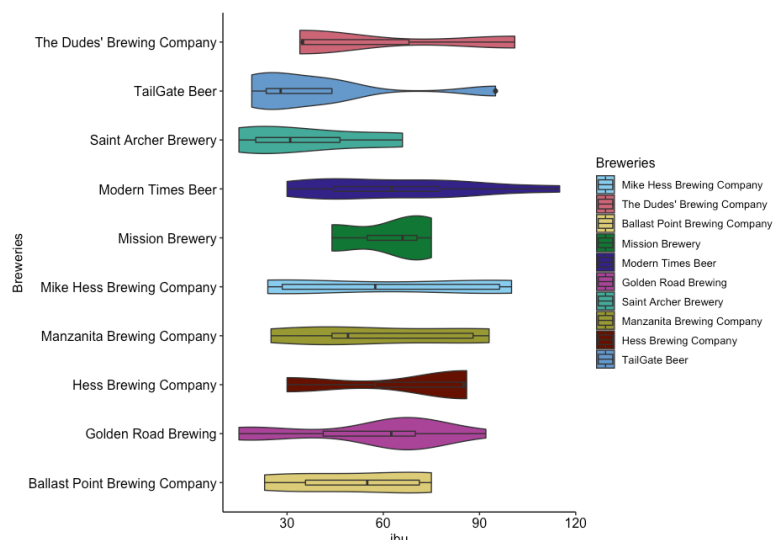 The Dudes' Brewing Company
TailGate Beer
Saint Archer Brewery
Modern Times Beer
Mission Brewery
Mike Hess Brewing Company
Manzanita Brewing Company
Hess Brewing Company
Golden Road Brewing
Ballast Point Brewing Company
Breweries
30 60 90 120
ibu
Breweries
Mike Hess Brewing Company
The Dudes' Brewing Company
Ballast Point Brewing Company
Mission Brewery
Modern Times Beer
Golden Road Brewing
Saint Archer Brewery
Manzanita Brewing Company
Hess Brewing Company
TailGate Beer